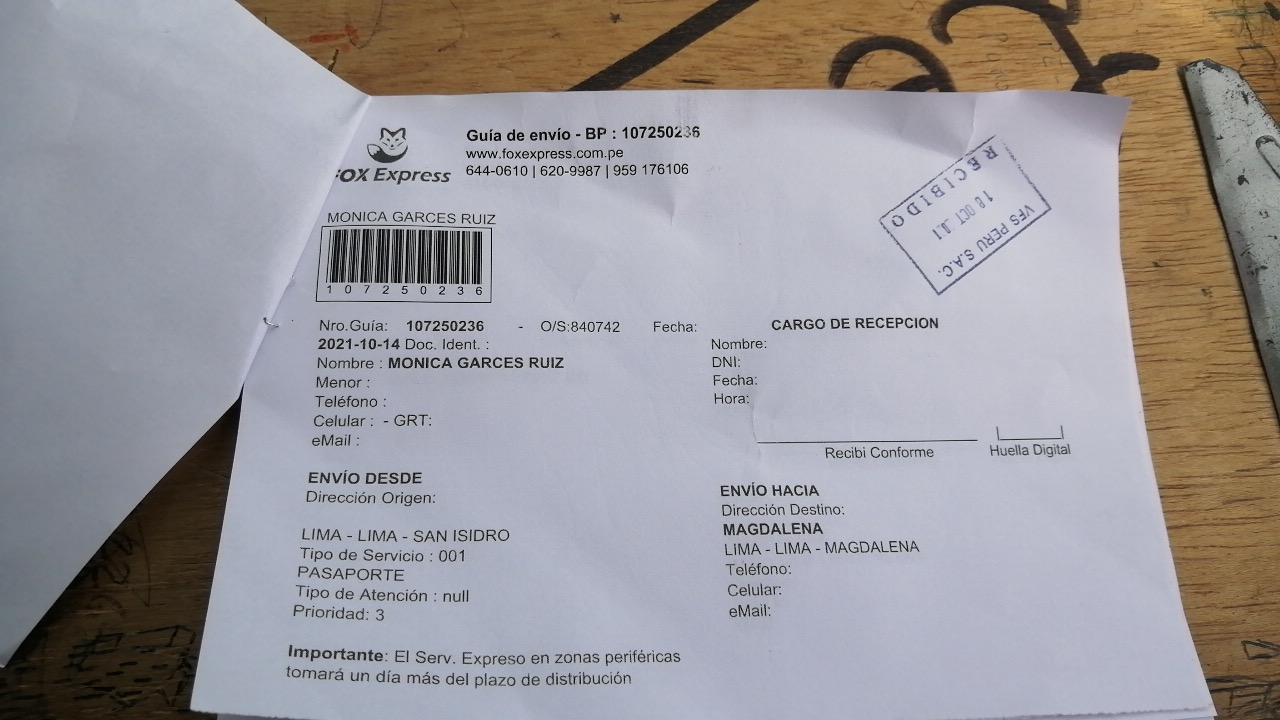 Guía de envío - BP : 107250236
www.foxexpress.com.pe
644-0610 | 620-9987 | 959 176106
FOX Express
MONICA GARCES RUIZ
107250236
VFS PERU S.A.C.
18 OCT
RECIBIDO
Nro.Guía: 107250236 - O/S:840742 Fecha:
2021-10-14 Doc. Ident. :
Nombre : MONICA GARCES RUIZ
Menor :
Teléfono :
Celular : - GRT:
eMail :
CARGO DE RECEPCION
Nombre:
DNI:
Fecha:
Hora:
Recibi Conforme
Huella Digital
ENVÍO DESDE
Dirección Origen:
LIMA - LIMA - SAN ISIDRO
Tipo de Servicio : 001
PASAPORTE
Tipo de Atención : null
Prioridad: 3
ENVÍO HACIA
Dirección Destino:
MAGDALENA
LIMA - LIMA - MAGDALENA
Teléfono:
Celular:
eMail:
Importante: El Serv. Expreso en zonas periféricas
tomará un día más del plazo de distribución